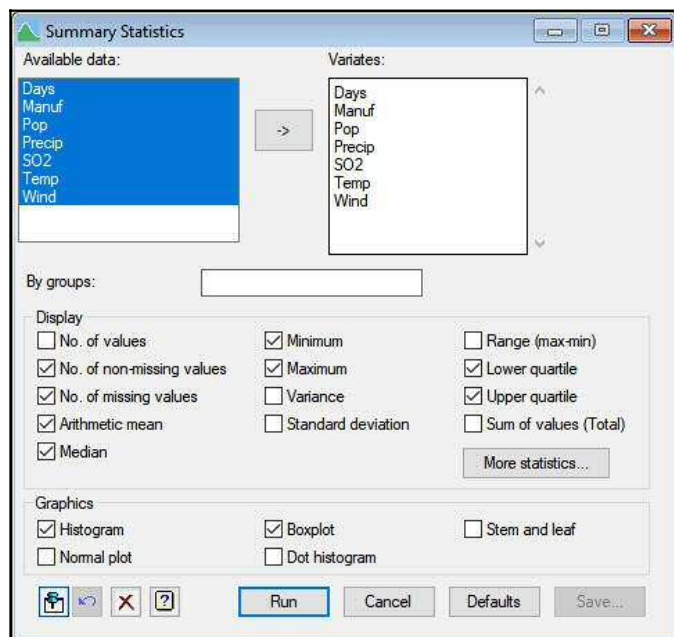 Summary Statistics
Available data:
Variates:
Days
Manuf
Pop
Precip
SO2
Temp
Wind
->
Days
Manuf
Pop
Precip
SO2
Temp
Wind
By groups:
Display
No. of values
Minimum
Range (max-min)
No. of non-missing values
Maximum
Lower quartile
No. of missing values
Variance
Upper quartile
Arithmetic mean
Standard deviation
Sum of values (Total)
Median
More statistics...
Graphics
Histogram
Boxplot
Stem and leaf
Normal plot
Dot histogram
?
Run
Cancel
Defaults
Save...